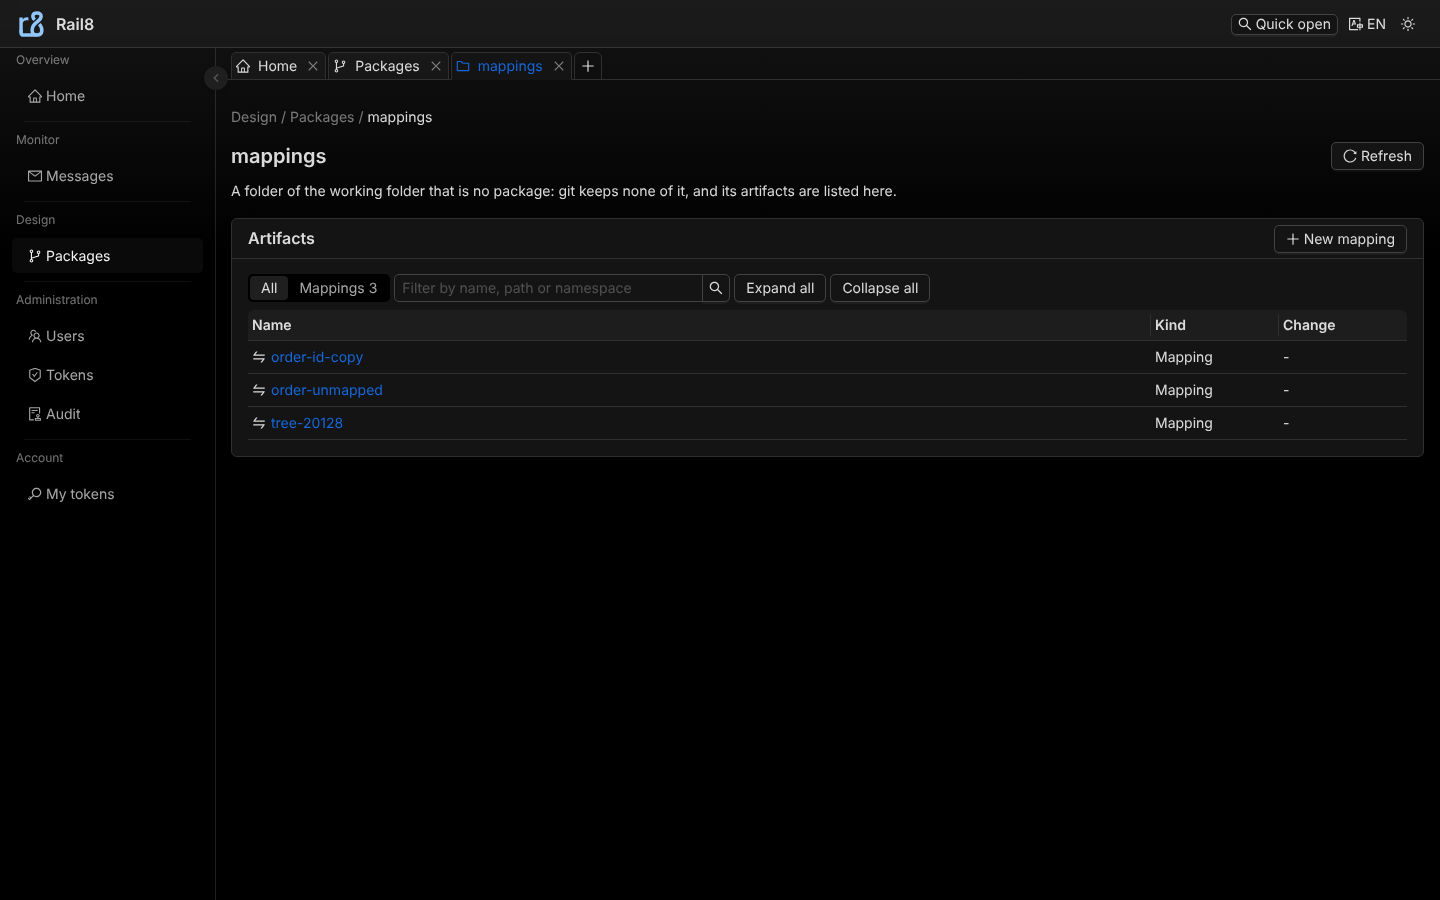 Rail8
Quick open
EN
Overview
Home
Monitor
Messages
Design
Packages
Administration
Users
Tokens
Audit
Account
My tokens
Home
Packages
mappings
Design / Packages / mappings
mappings
Refresh
A folder of the working folder that is no package: git keeps none of it, and its artifacts are listed here.
Artifacts
New mapping
All Mappings 3 Filter by name, path or namespace Expand all Collapse all
Name Kind Change
order-id-copy Mapping -
order-unmapped Mapping -
tree-20128 Mapping -